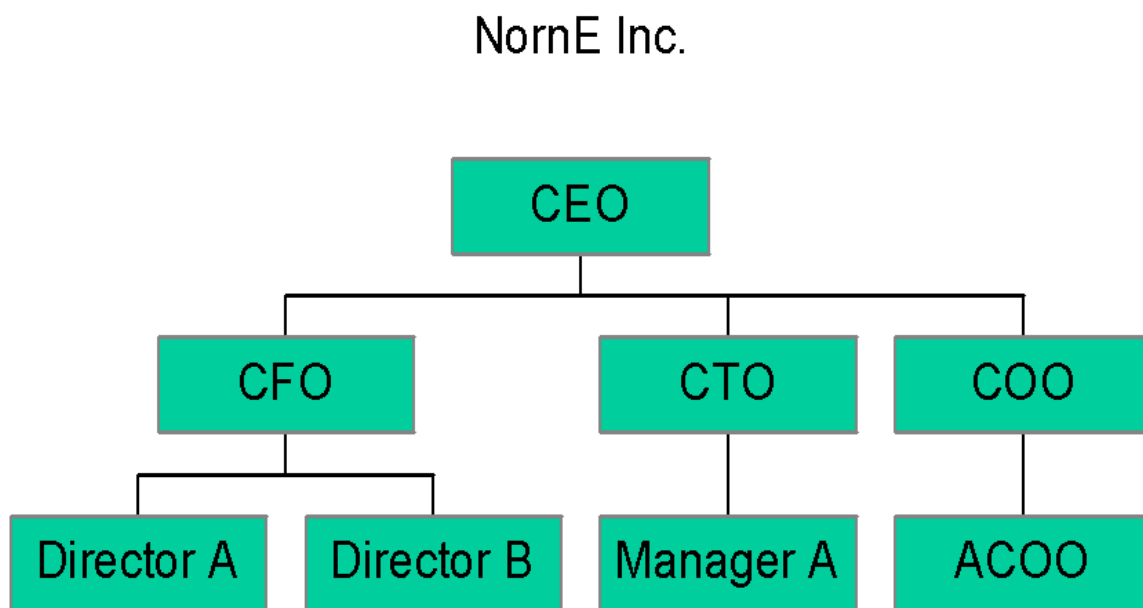 NornE Inc.
CEO
CFO
CTO
COO
Director A
Director B
Manager A
ACOO